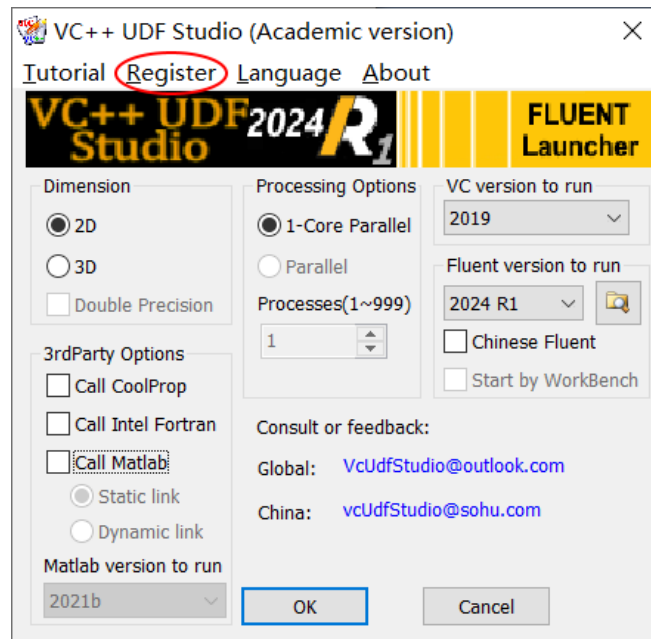 VC++ UDF Studio (Academic version)
Tutorial Register Language About
VC++ UDF Studio 2024 R1 FLUENT Launcher
Dimension
2D
3D
Double Precision
3rdParty Options
Call CoolProp
Call Intel Fortran
Call Matlab
Static link
Dynamic link
Matlab version to run
2021b
Processing Options
1-Core Parallel
Parallel
Processes(1~999)
1
VC version to run
2019
Fluent version to run
2024 R1
Chinese Fluent
Start by WorkBench
Consult or feedback:
Global: VcUdfStudio@outlook.com
China: vcUdfStudio@sohu.com
OK
Cancel